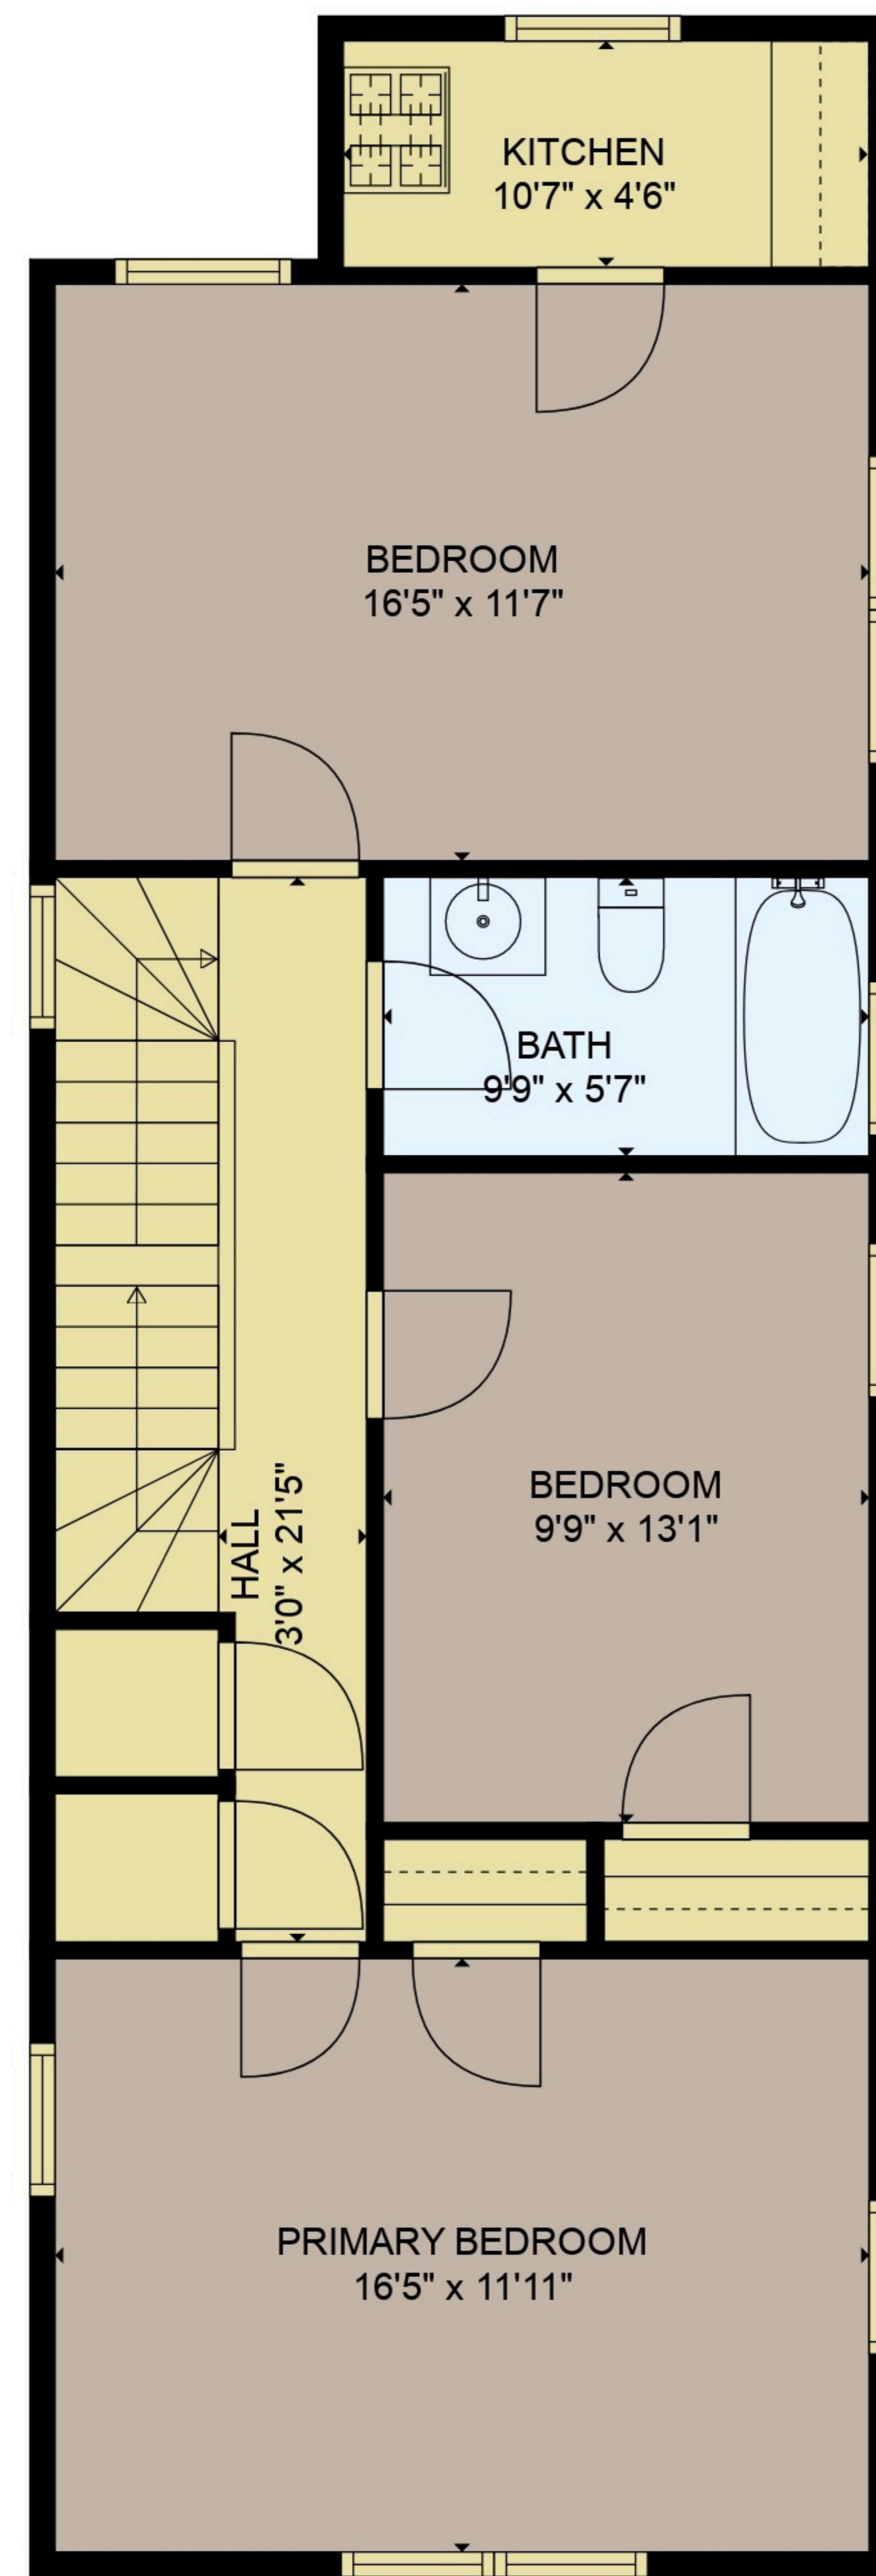 KITCHEN
10'7" x 4'6"
BEDROOM
16'5" x 11'7"
BATH
9'9" x 5'7"
BEDROOM
9'9" x 13'1"
HALL
3'0" x 21'5"
PRIMARY BEDROOM
16'5" x 11'11"